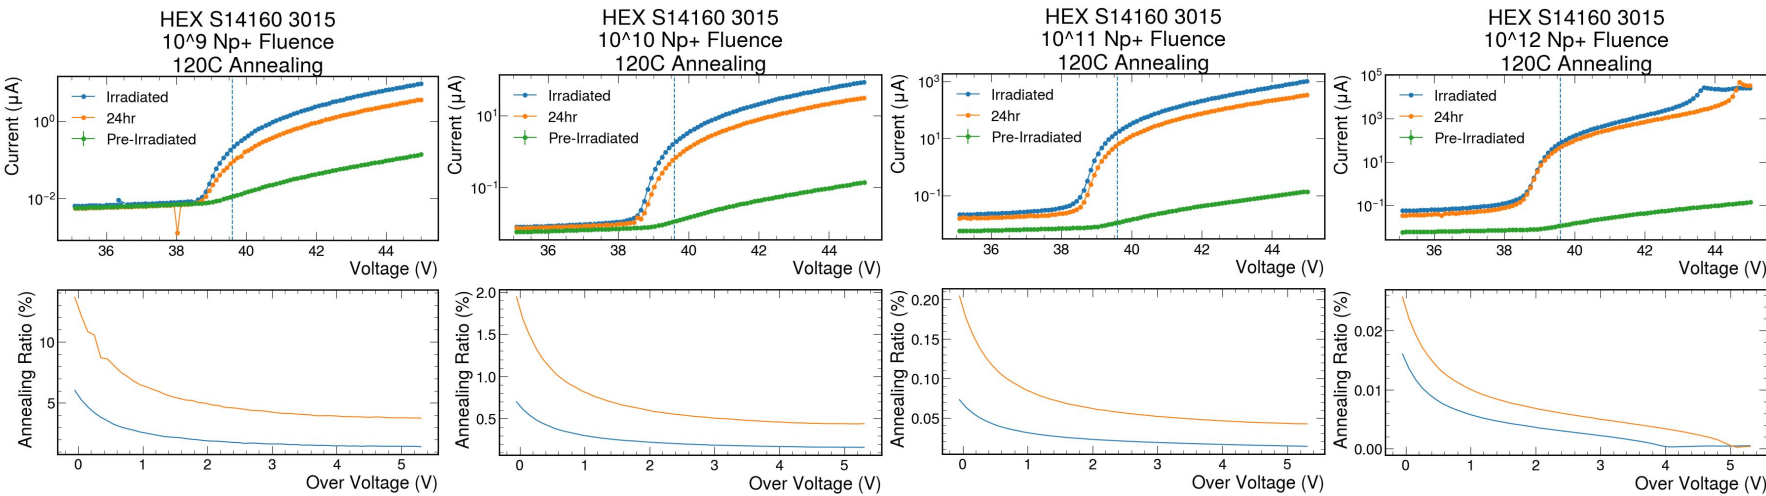 HEX S14160 3015
10^9 Np+ Fluence
120C Annealing
Current (μA)
10^0
10^-2
Irradiated
24hr
Pre-Irradiated
36 38 40 42 44
Voltage (V)
Annealing Ratio (%)
10
5
0 1 2 3 4 5
Over Voltage (V)
HEX S14160 3015
10^10 Np+ Fluence
120C Annealing
Current (μA)
10^1
10^-1
Irradiated
24hr
Pre-Irradiated
36 38 40 42 44
Voltage (V)
Annealing Ratio (%)
2.0
1.5
1.0
0.5
0 1 2 3 4 5
Over Voltage (V)
HEX S14160 3015
10^11 Np+ Fluence
120C Annealing
Current (μA)
10^3
10^1
10^-1
Irradiated
24hr
Pre-Irradiated
36 38 40 42 44
Voltage (V)
Annealing Ratio (%)
0.20
0.15
0.10
0.05
0 1 2 3 4 5
Over Voltage (V)
HEX S14160 3015
10^12 Np+ Fluence
120C Annealing
Current (μA)
10^5
10^3
10^1
10^-1
Irradiated
24hr
Pre-Irradiated
36 38 40 42 44
Voltage (V)
Annealing Ratio (%)
0.02
0.01
0.00
0 1 2 3 4 5
Over Voltage (V)